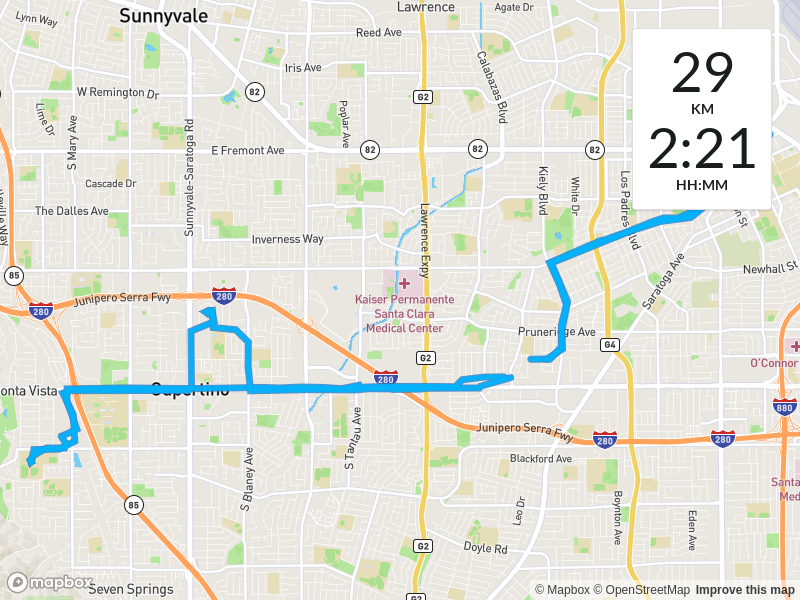 Lynn Way
Sunnyvale
Lawrence
Agate Dr
Reed Ave
Iris Ave
Calabazas Blvd
W Remington Dr
82
G2
Lime Dr
S Mary Ave
Poplar Ave
29
KM
2:21
HH:MM
E Fremont Ave
82
82
82
Sunnyvale-Saratoga Rd
Cascade Dr
Kiely Blvd
White Dr
Los Padres Blvd
The Dalles Ave
Lawrence Expy
Inverness Way
Saratoga Ave
Newhall St
85
Junipero Serra Fwy
280
280
Kaiser Permanente
Santa Clara
Medical Center
Pruneridge Ave
G4
G2
O'Connor
280
Cupertino
880
S Tantau Ave
Junipero Serra Fwy
280
280
S Blaney Ave
Blackford Ave
85
Leo Dr
Boynton Ave
Eden Ave
G2
Doyle Rd
Seven Springs
mapbox
© Mapbox © OpenStreetMap Improve this map